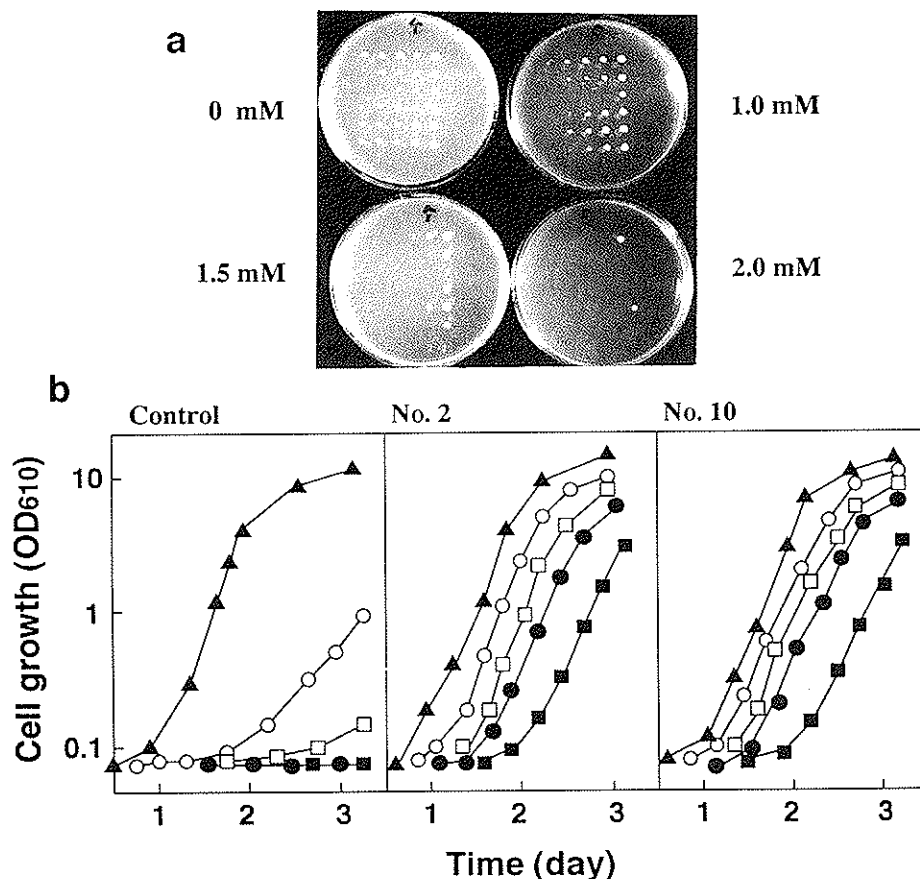 a
0 mM
1.0 mM
1.5 mM
2.0 mM
b
Control
No. 2
No. 10
Cell growth (OD610)
10
1
0.1
1 2 3
1 2 3
1 2 3
Time (day)